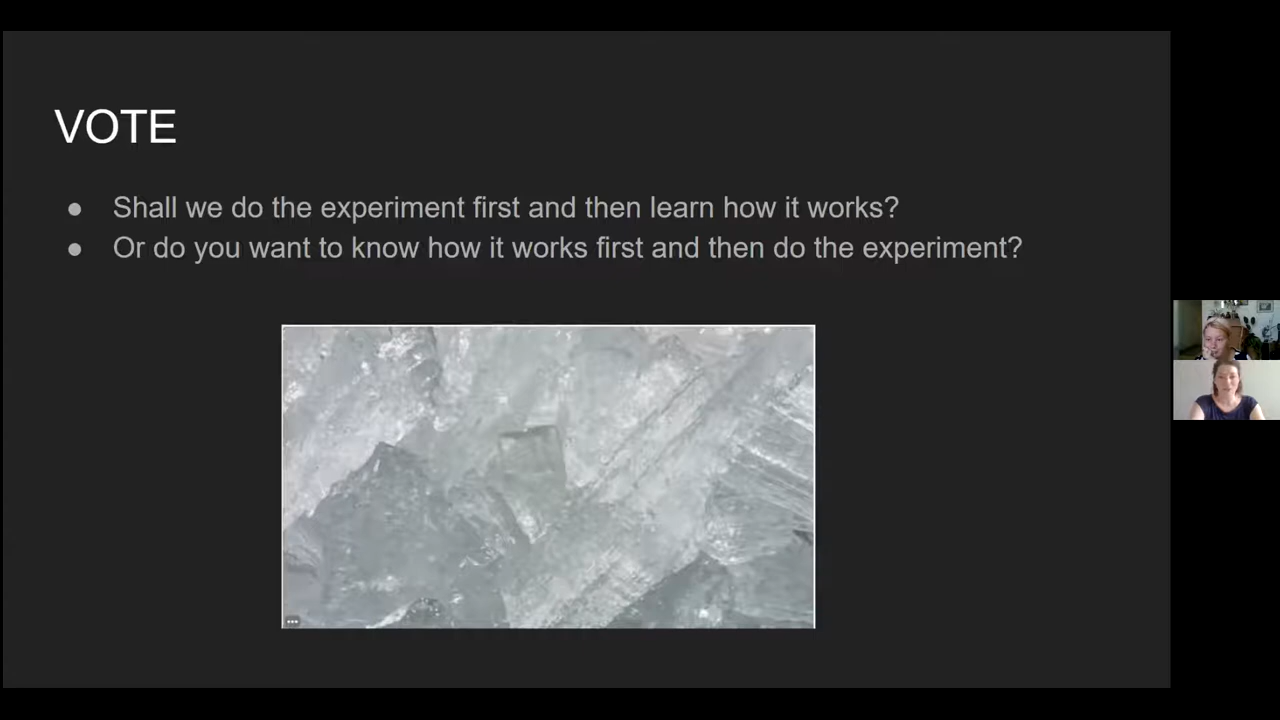 VOTE
● Shall we do the experiment first and then learn how it works?
● Or do you want to know how it works first and then do the experiment?